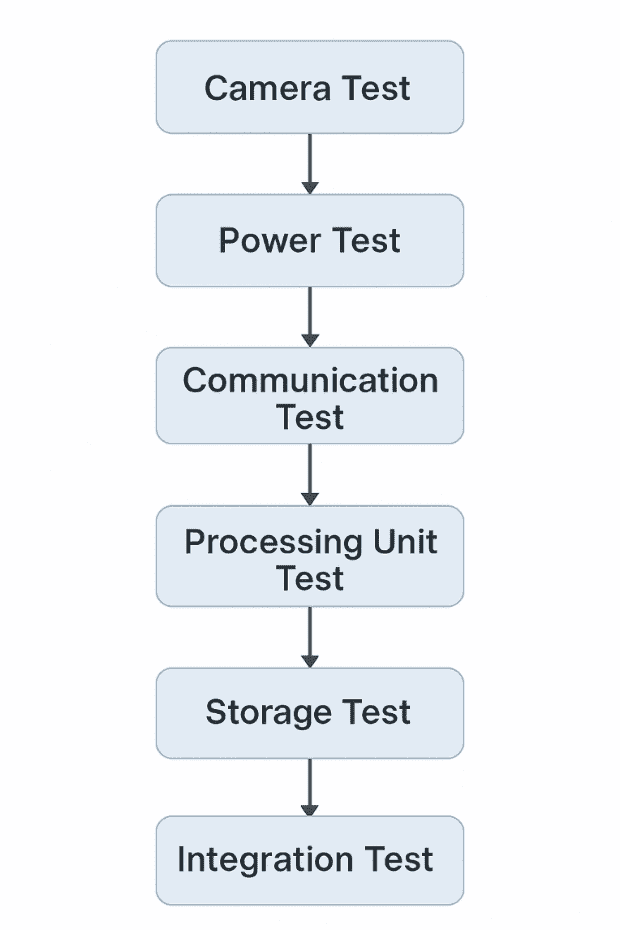 Camera Test
Power Test
Communication
Test
Processing Unit
Test
Storage Test
Integration Test